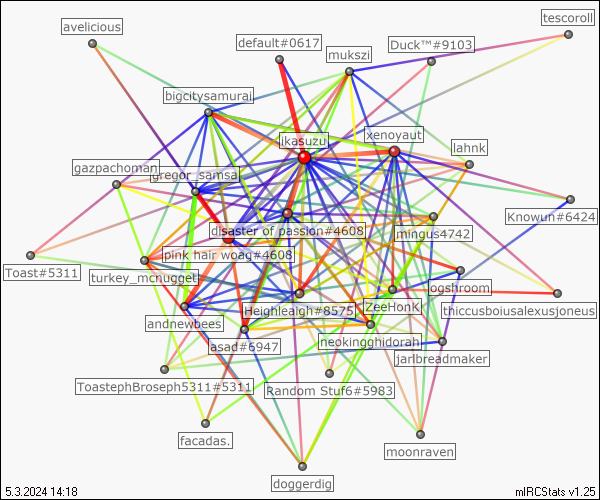 tescoroll
avelicious
default#0617
Duck™#9103
mukszi
bigcitysamurai
xenoyaut
ikasuzu
lahnk
gazpachoman
gregor_samsa
Knowun#6424
disaster of passion#4608
mingus4742
pink hair woag#4608
Toast#5311
turkey_mcnugget
ogshroom
thiccusboiusalexusjoneus
Heighleaigh#8575
ZeeHonK
andnewbees
neokingghidorah
asad#6947
jarlbreadmaker
ToastephBroseph5311#5311
Random Stuf6#5983
facadas.
moonraven
doggerdig
5.3.2024 14:18
mIRCStats v1.25